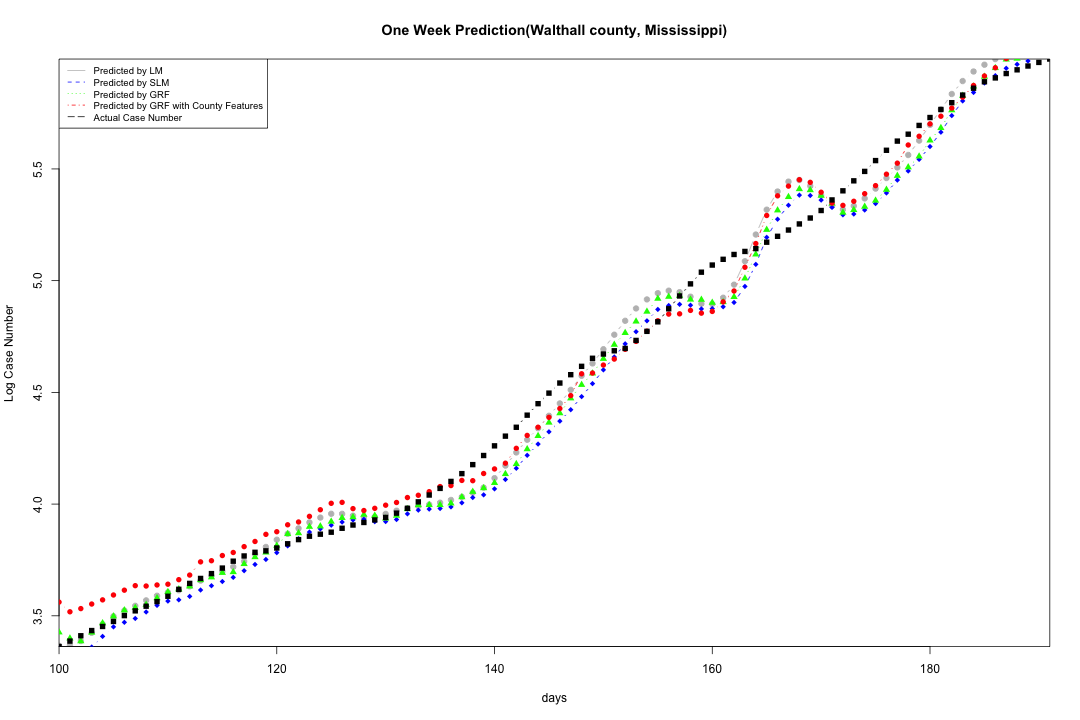 One Week Prediction(Walthall county, Mississippi)
Predicted by LM
Predicted by SLM
Predicted by GRF
Predicted by GRF with County Features
Actual Case Number
Log Case Number
5.5
5.0
4.5
4.0
3.5
100 120 140 160 180
days